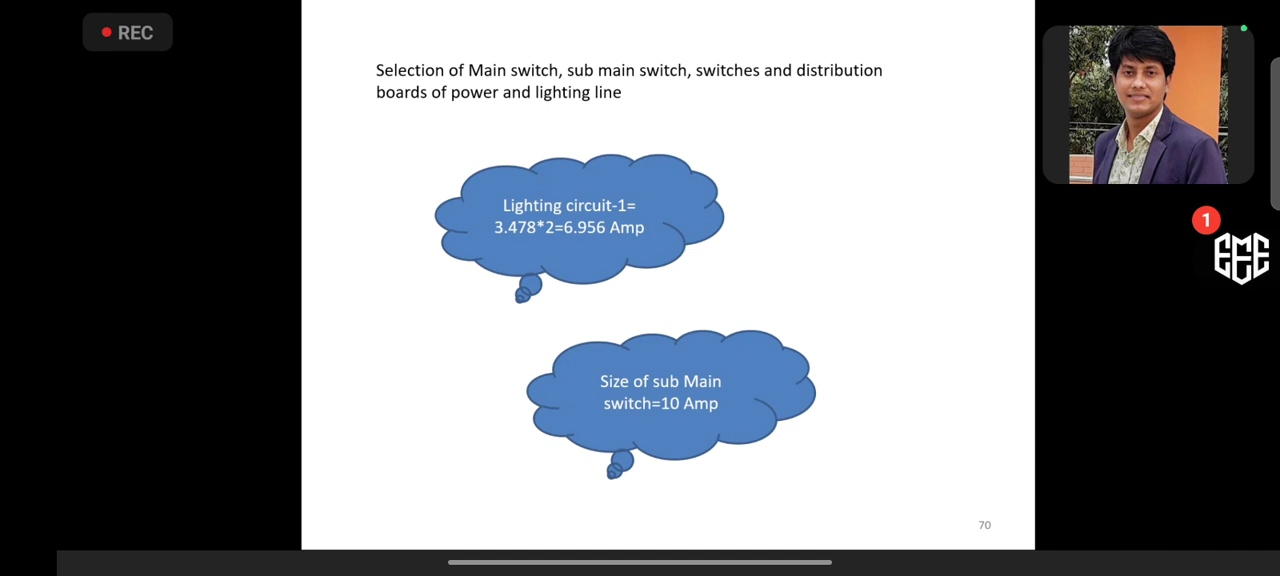 REC
Selection of Main switch, sub main switch, switches and distribution
boards of power and lighting line
Lighting circuit-1=
3.478*2=6.956 Amp
Size of sub Main
switch=10 Amp
70
1
EEE